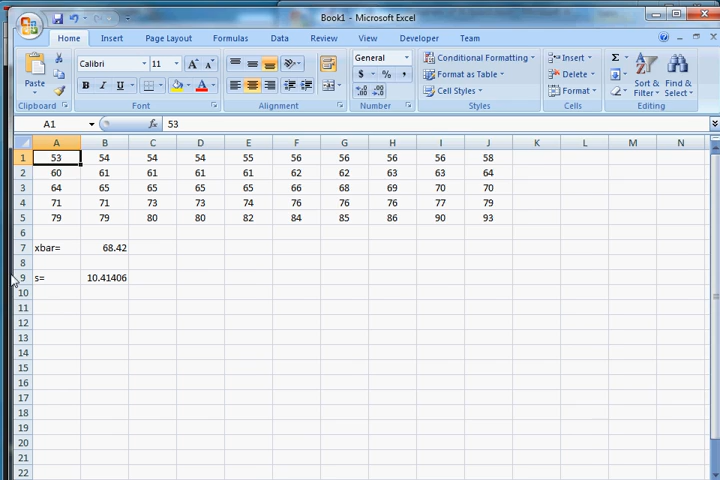 Book1 - Microsoft Excel
Home Insert Page Layout Formulas Data Review View Developer Team
Paste
Clipboard
Calibri 11 A A
B I U A
Font
Alignment
General
$ % ,
Number
Conditional Formatting
Format as Table
Cell Styles
Styles
Insert
Delete
Format
Cells
Σ
Sort & Filter
Find & Select
Editing
A1 fx 53
A B C D E F G H I J K L M N
1 53 54 54 54 55 56 56 56 56 58
2 60 61 61 61 61 62 62 63 63 64
3 64 65 65 65 65 66 68 69 70 70
4 71 71 73 73 74 76 76 76 77 79
5 79 79 80 80 82 84 85 86 90 93
6
7 xbar= 68.42
8
9 s= 10.41406
10
11
12
13
14
15
16
17
18
19
20
21
22